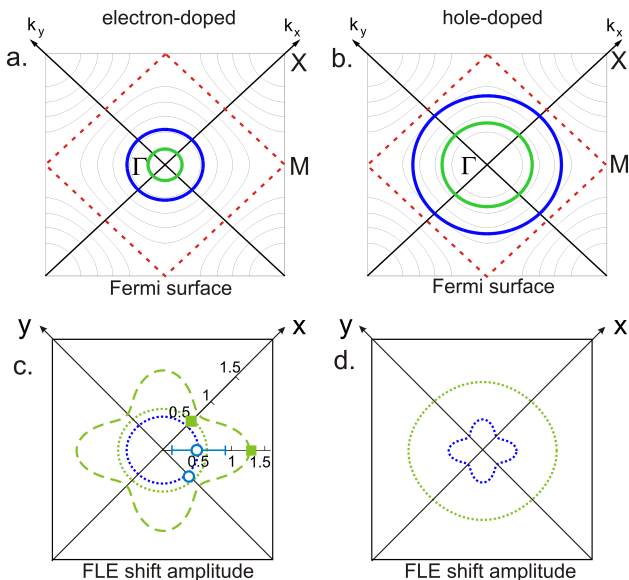 electron-doped
hole-doped
k_y
k_x
k_y
k_x
a.
X
b.
X
Γ
M
Γ
M
Fermi surface
Fermi surface
y
x
y
x
c.
1.5
d.
1
0.5
0.5
1
1.5
FLE shift amplitude
FLE shift amplitude